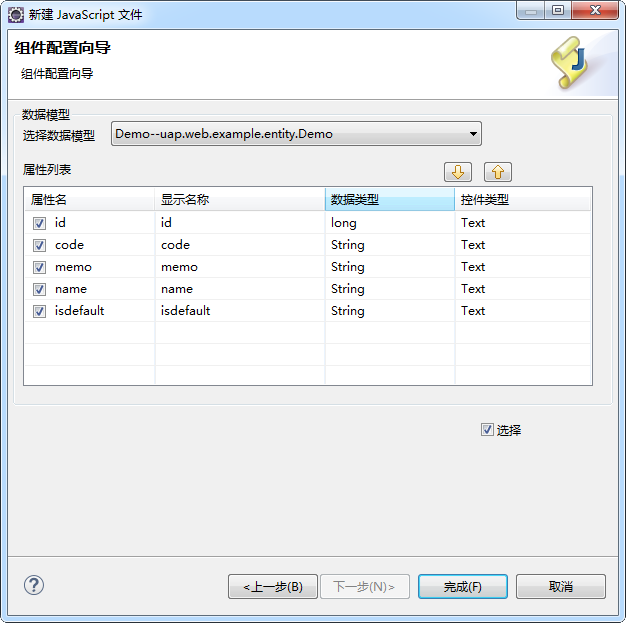 新建 JavaScript 文件
组件配置向导
组件配置向导
数据模型
选择数据模型 Demo--uap.web.example.entity.Demo
属性列表
属性名 显示名称 数据类型 控件类型
id id long Text
code code String Text
memo memo String Text
name name String Text
isdefault isdefault String Text
选择
<上一步(B) 下一步(N)> 完成(F) 取消